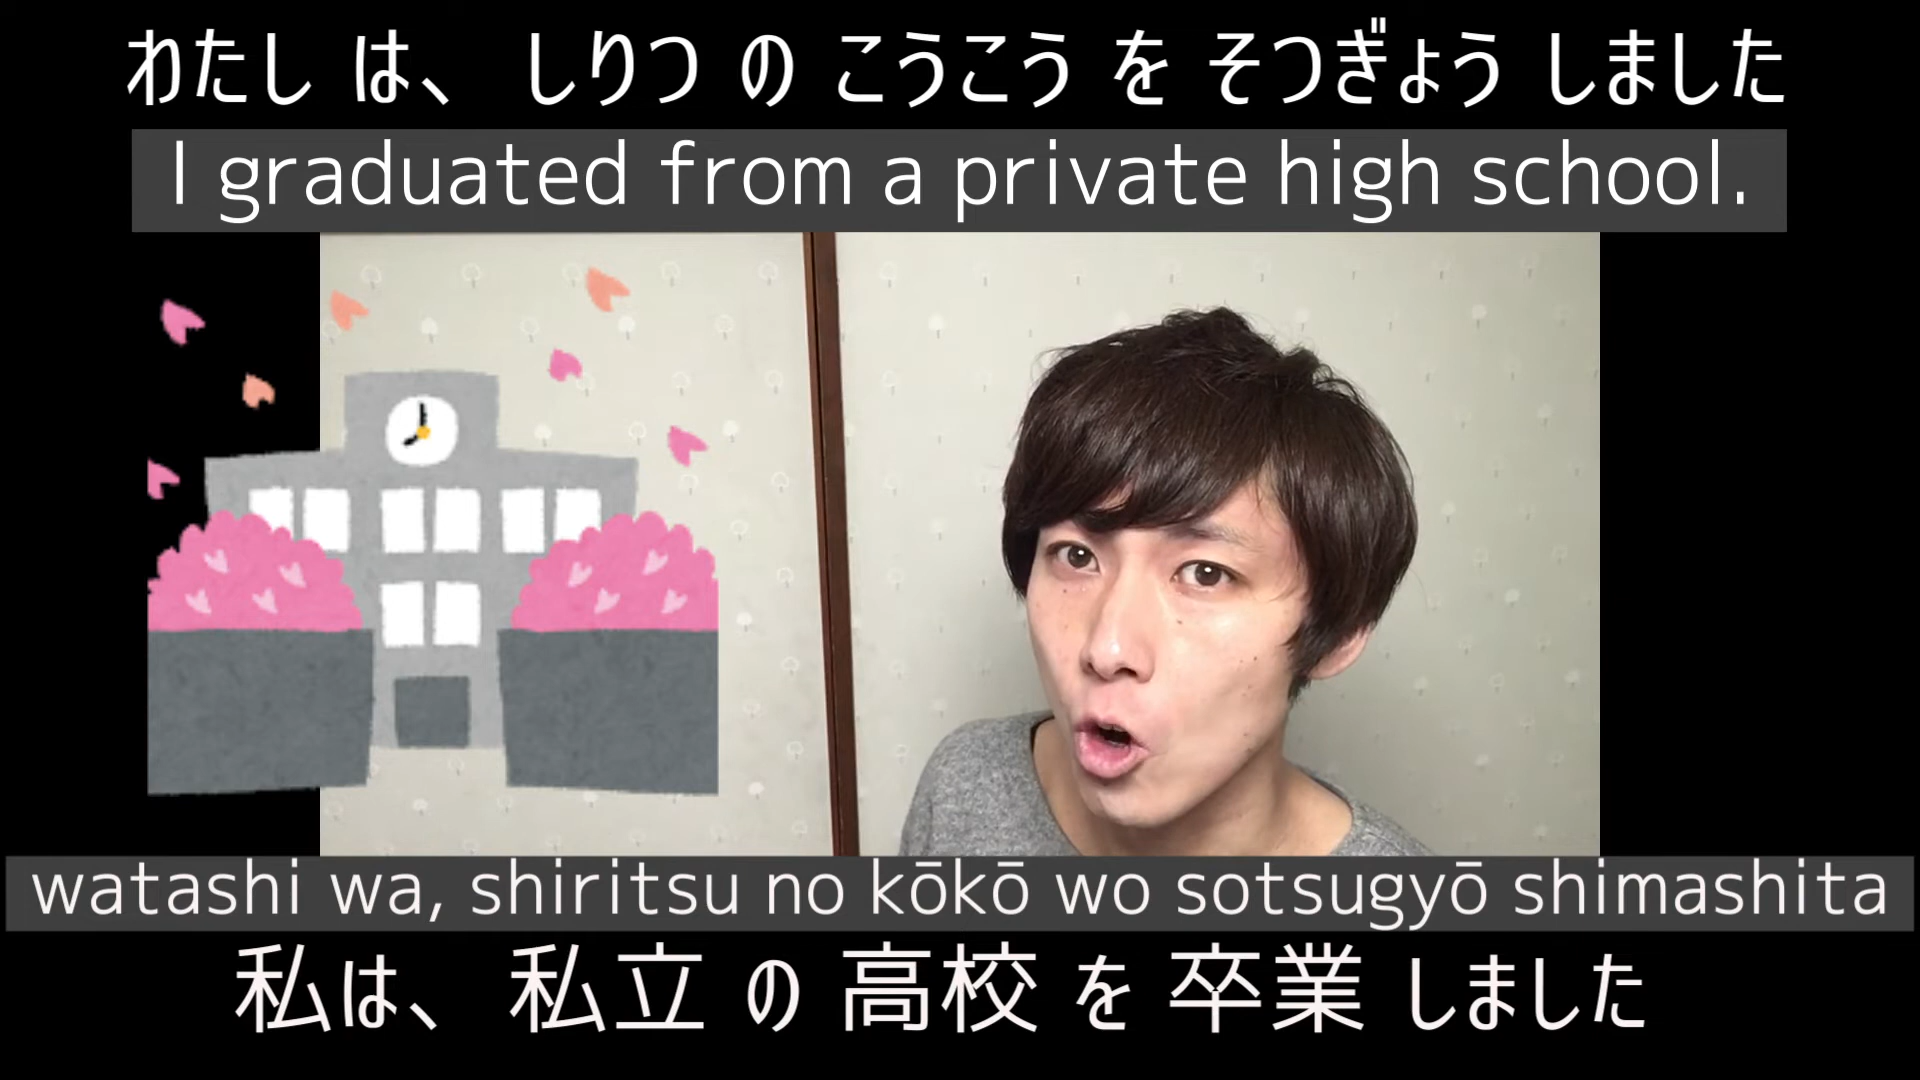 わたし は、 しりつ の こうこう を そつぎょう しました
I graduated from a private high school.
watashi wa, shiritsu no kōkō wo sotsugyō shimashita
私は、 私立 の 高校 を 卒業 しました